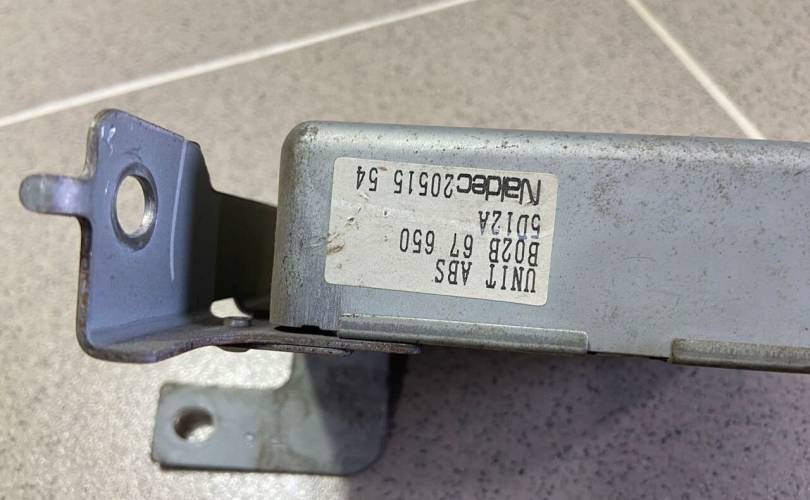 UNIT ABS
B02B 67 650
5D12A
Naldec 20515 54